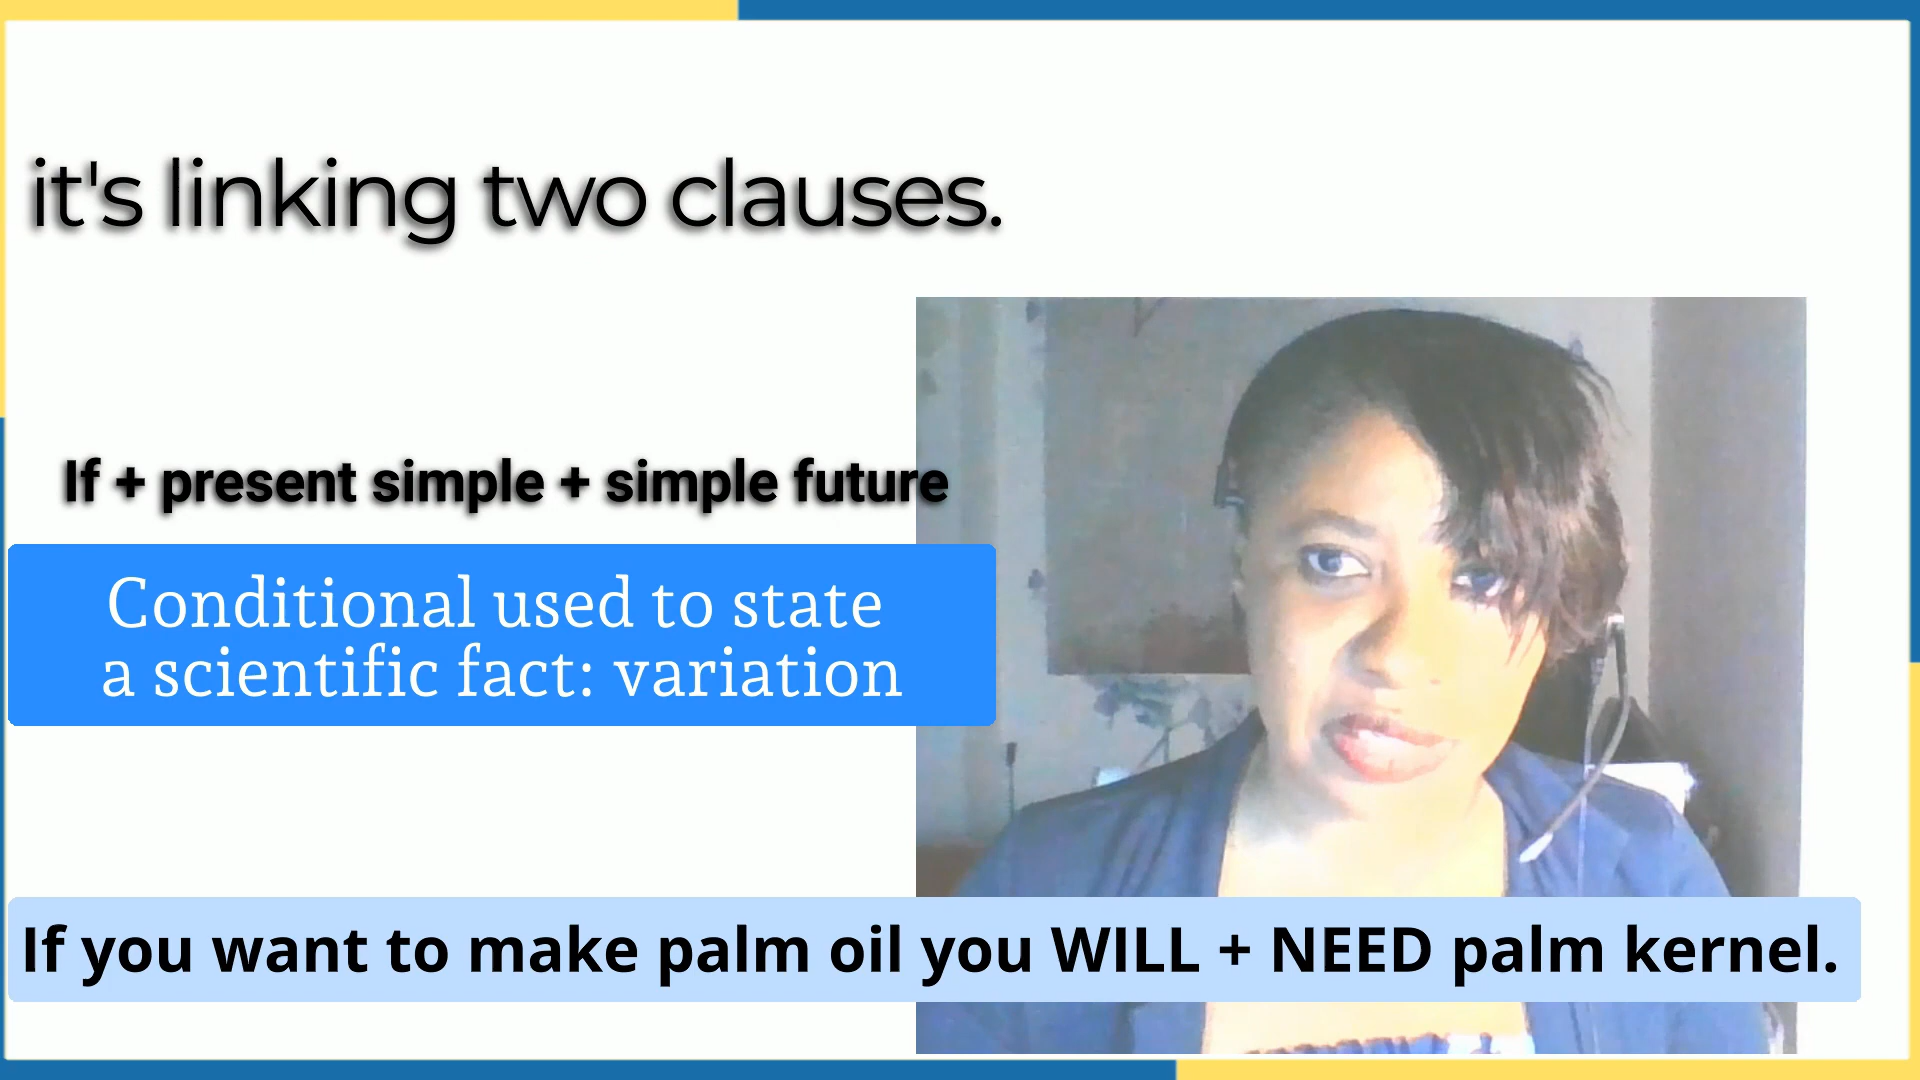 it's linking two clauses.
If + present simple + simple future
Conditional used to state
a scientific fact: variation
If you want to make palm oil you WILL + NEED palm kernel.